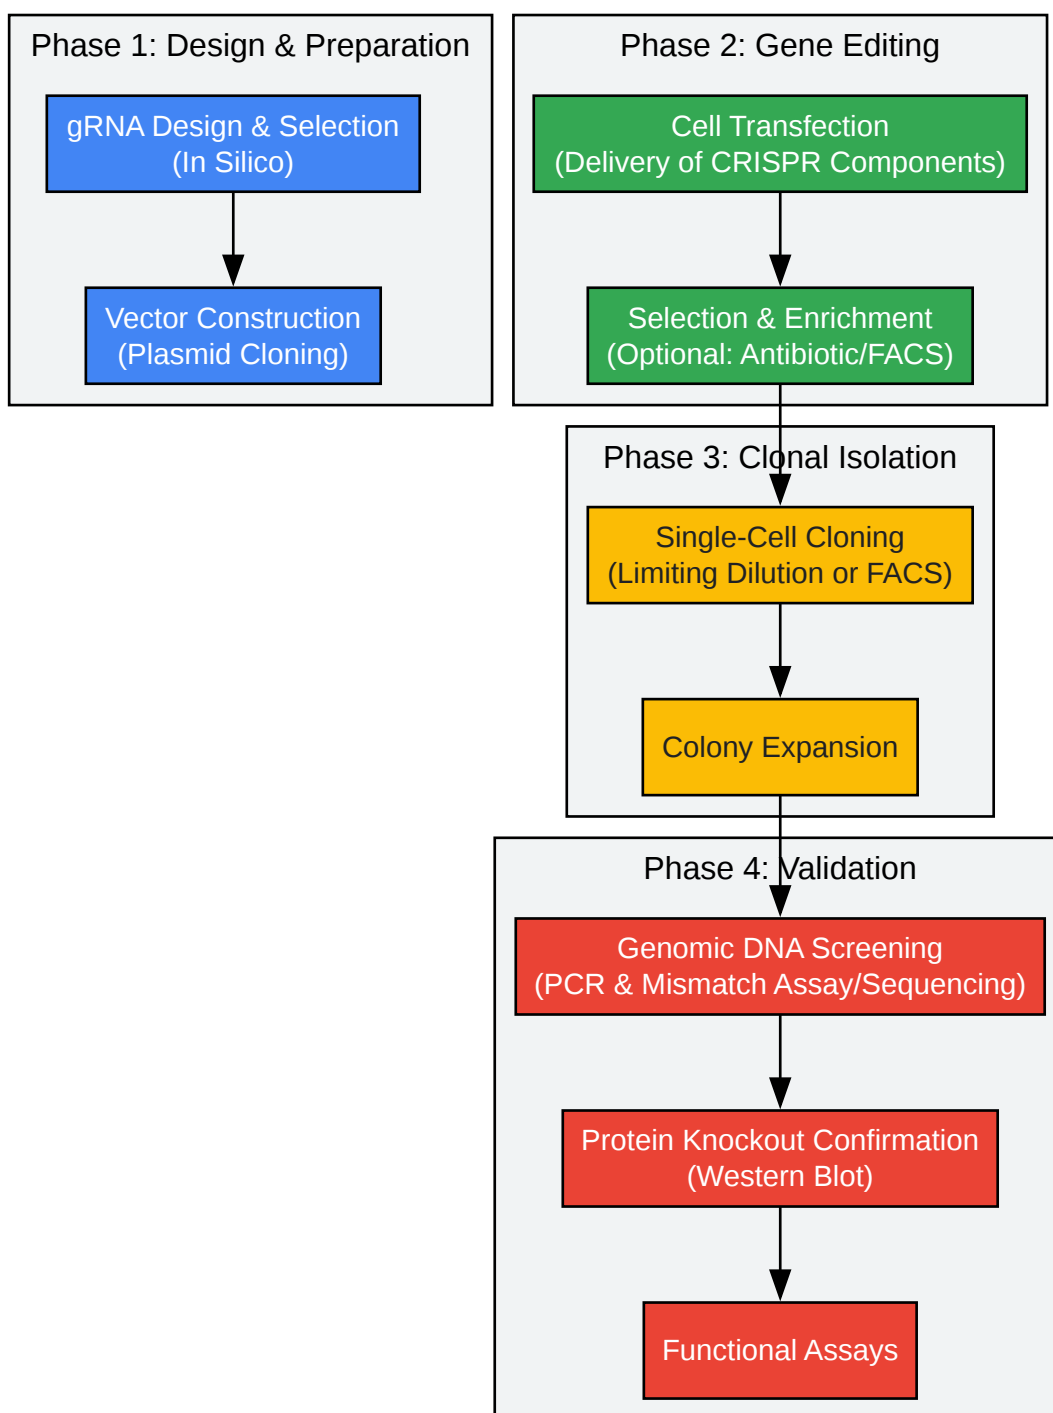 Phase 1: Design & Preparation
gRNA Design & Selection
(In Silico)
Vector Construction
(Plasmid Cloning)
Phase 2: Gene Editing
Cell Transfection
(Delivery of CRISPR Components)
Selection & Enrichment
(Optional: Antibiotic/FACS)
Phase 3: Clonal Isolation
Single-Cell Cloning
(Limiting Dilution or FACS)
Colony Expansion
Phase 4: Validation
Genomic DNA Screening
(PCR & Mismatch Assay/Sequencing)
Protein Knockout Confirmation
(Western Blot)
Functional Assays